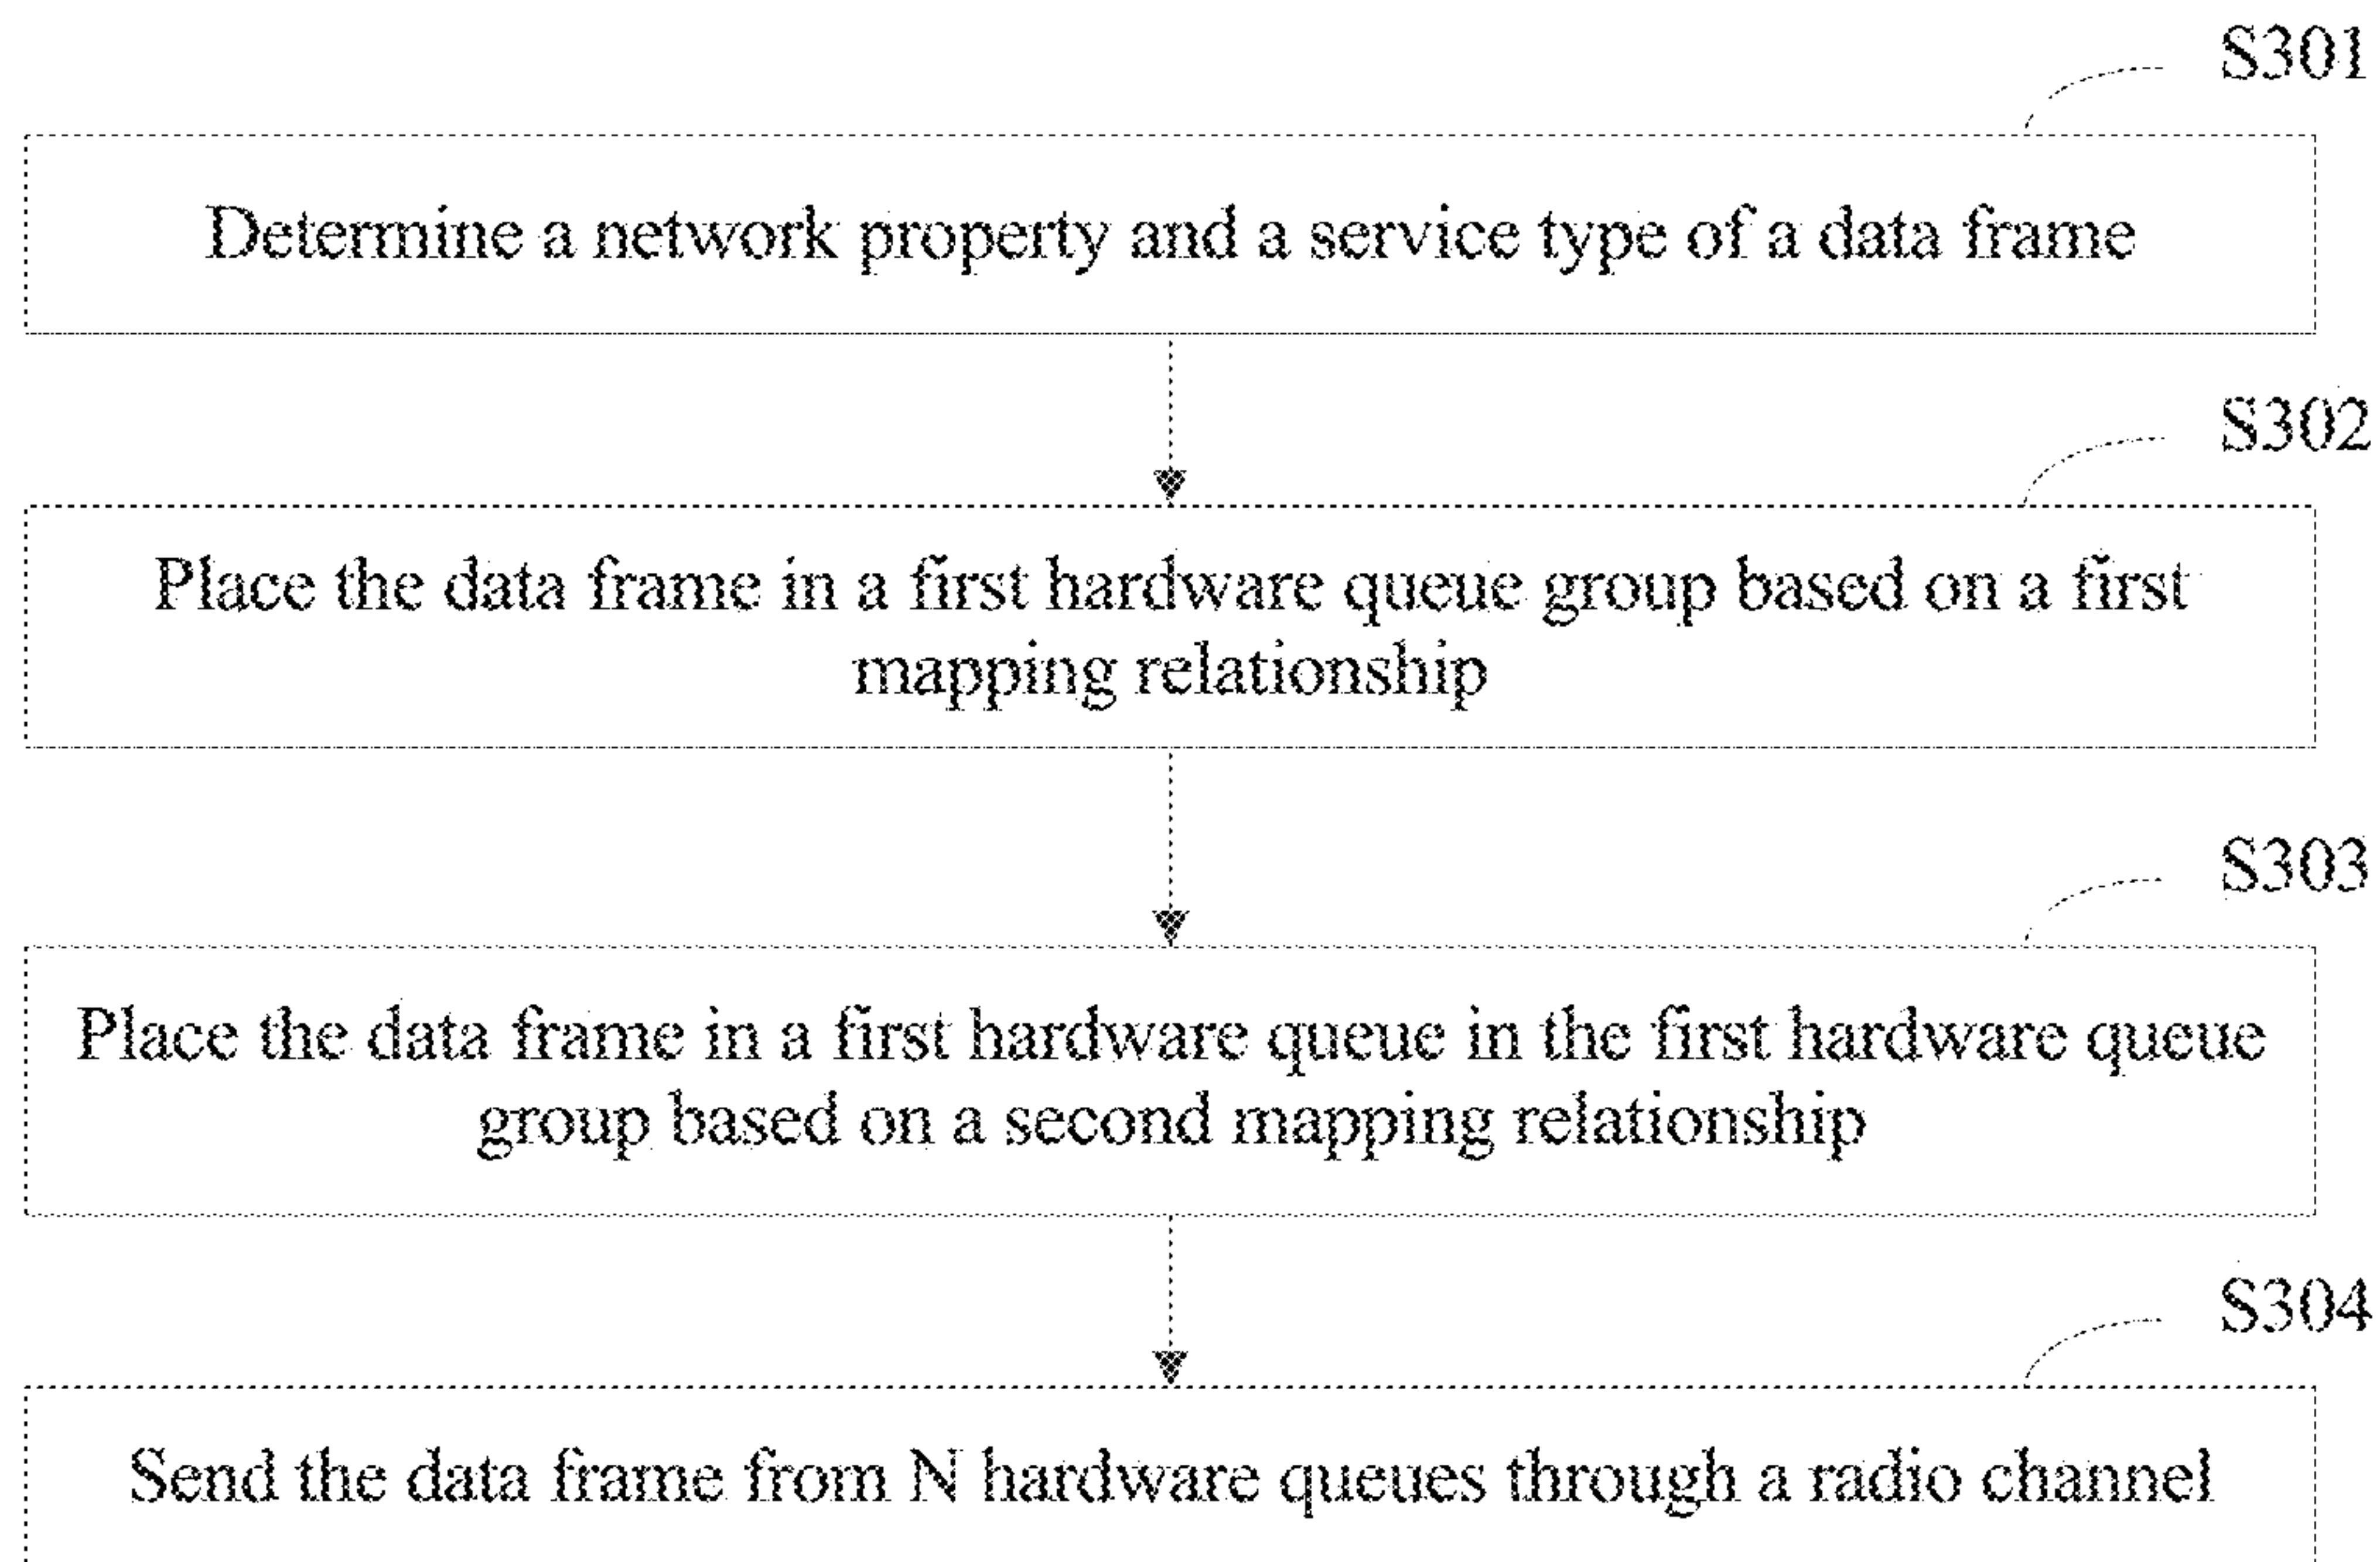 S301
Determine a network property and a service type of a data frame
S302
Place the data frame in a first hardware queue group based on a first
mapping relationship
S303
Place the data frame in a first hardware queue in the first hardware queue
group based on a second mapping relationship
S304
Send the data frame from N hardware queues through a radio channel